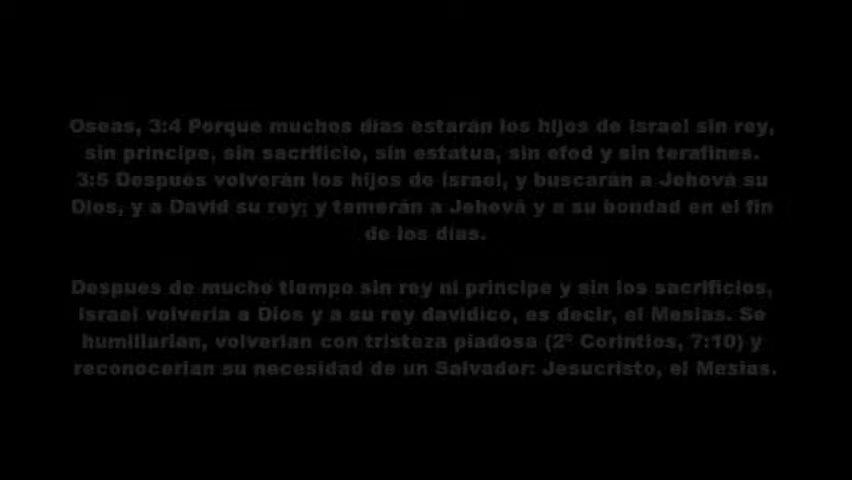 Oseas, 3:4 Porque muchos días estarán los hijos de Israel sin rey,
sin príncipe, sin sacrificio, sin estatua, sin efod y sin terafines.
3:5 Después volverán los hijos de Israel, y buscarán a Jehová su
Dios, y a David su rey; y temerán a Jehová y a su bondad en el fin
de los días.
Despues de mucho tiempo sin rey ni principe y sin los sacrificios,
Israel volveria a Dios y a su rey davidico, es decir, el Mesias. Se
humillarian, volverian con tristeza piadosa (2º Corintios, 7:10) y
reconocerian su necesidad de un Salvador: Jesucristo, el Mesias.